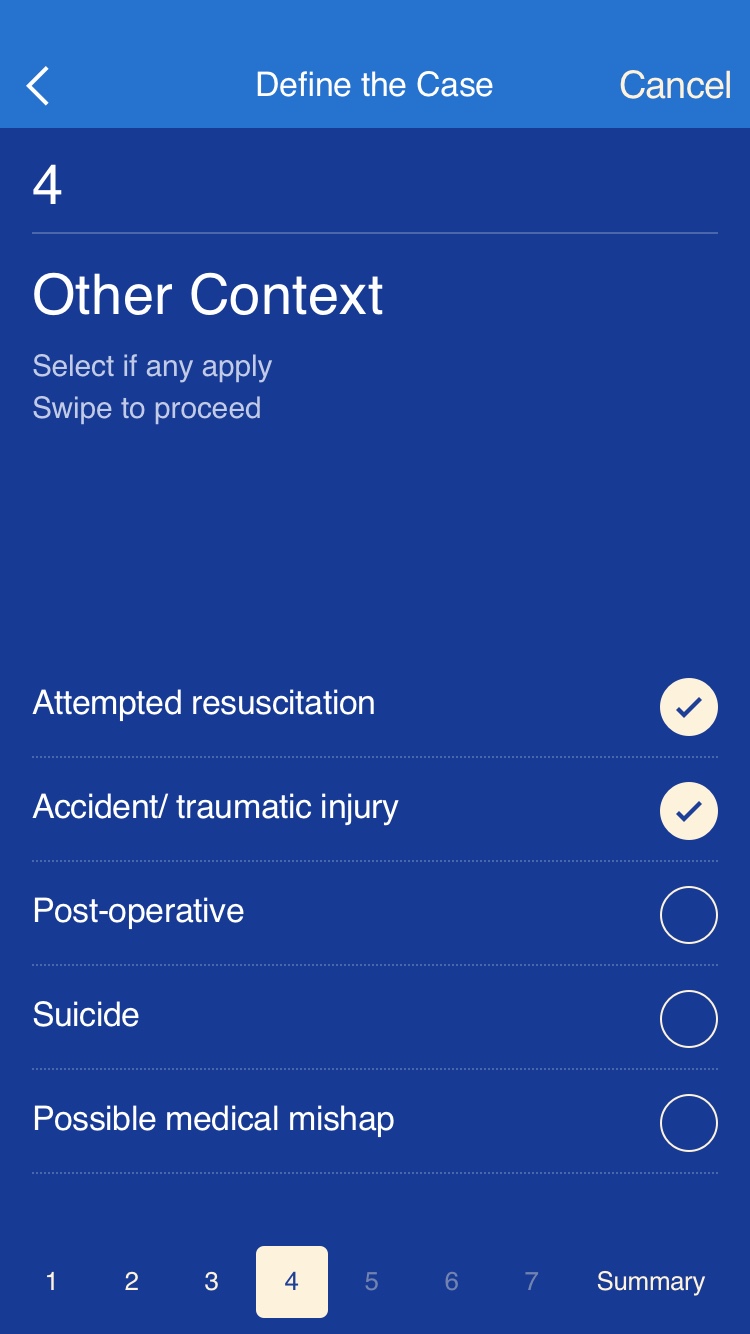 Define the Case
Cancel
4
Other Context
Select if any apply
Swipe to proceed
Attempted resuscitation
Accident/ traumatic injury
Post-operative
Suicide
Possible medical mishap
1 2 3 4 5 6 7 Summary